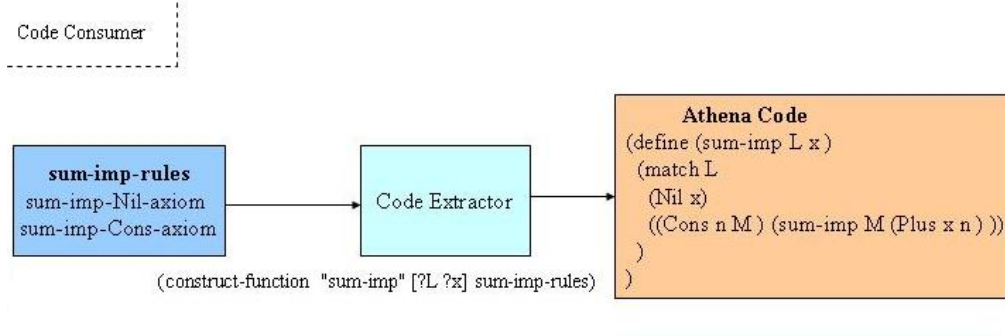 Code Consumer
sum-imp-rules
sum-imp-Nil-axiom
sum-imp-Cons-axiom
Code Extractor
(construct-function "sum-imp" [?L ?x] sum-imp-rules)
Athena Code
(define (sum-imp L x )
(match L
(Nil x)
((Cons n M ) (sum-imp M (Plus x n ) ))
)
)